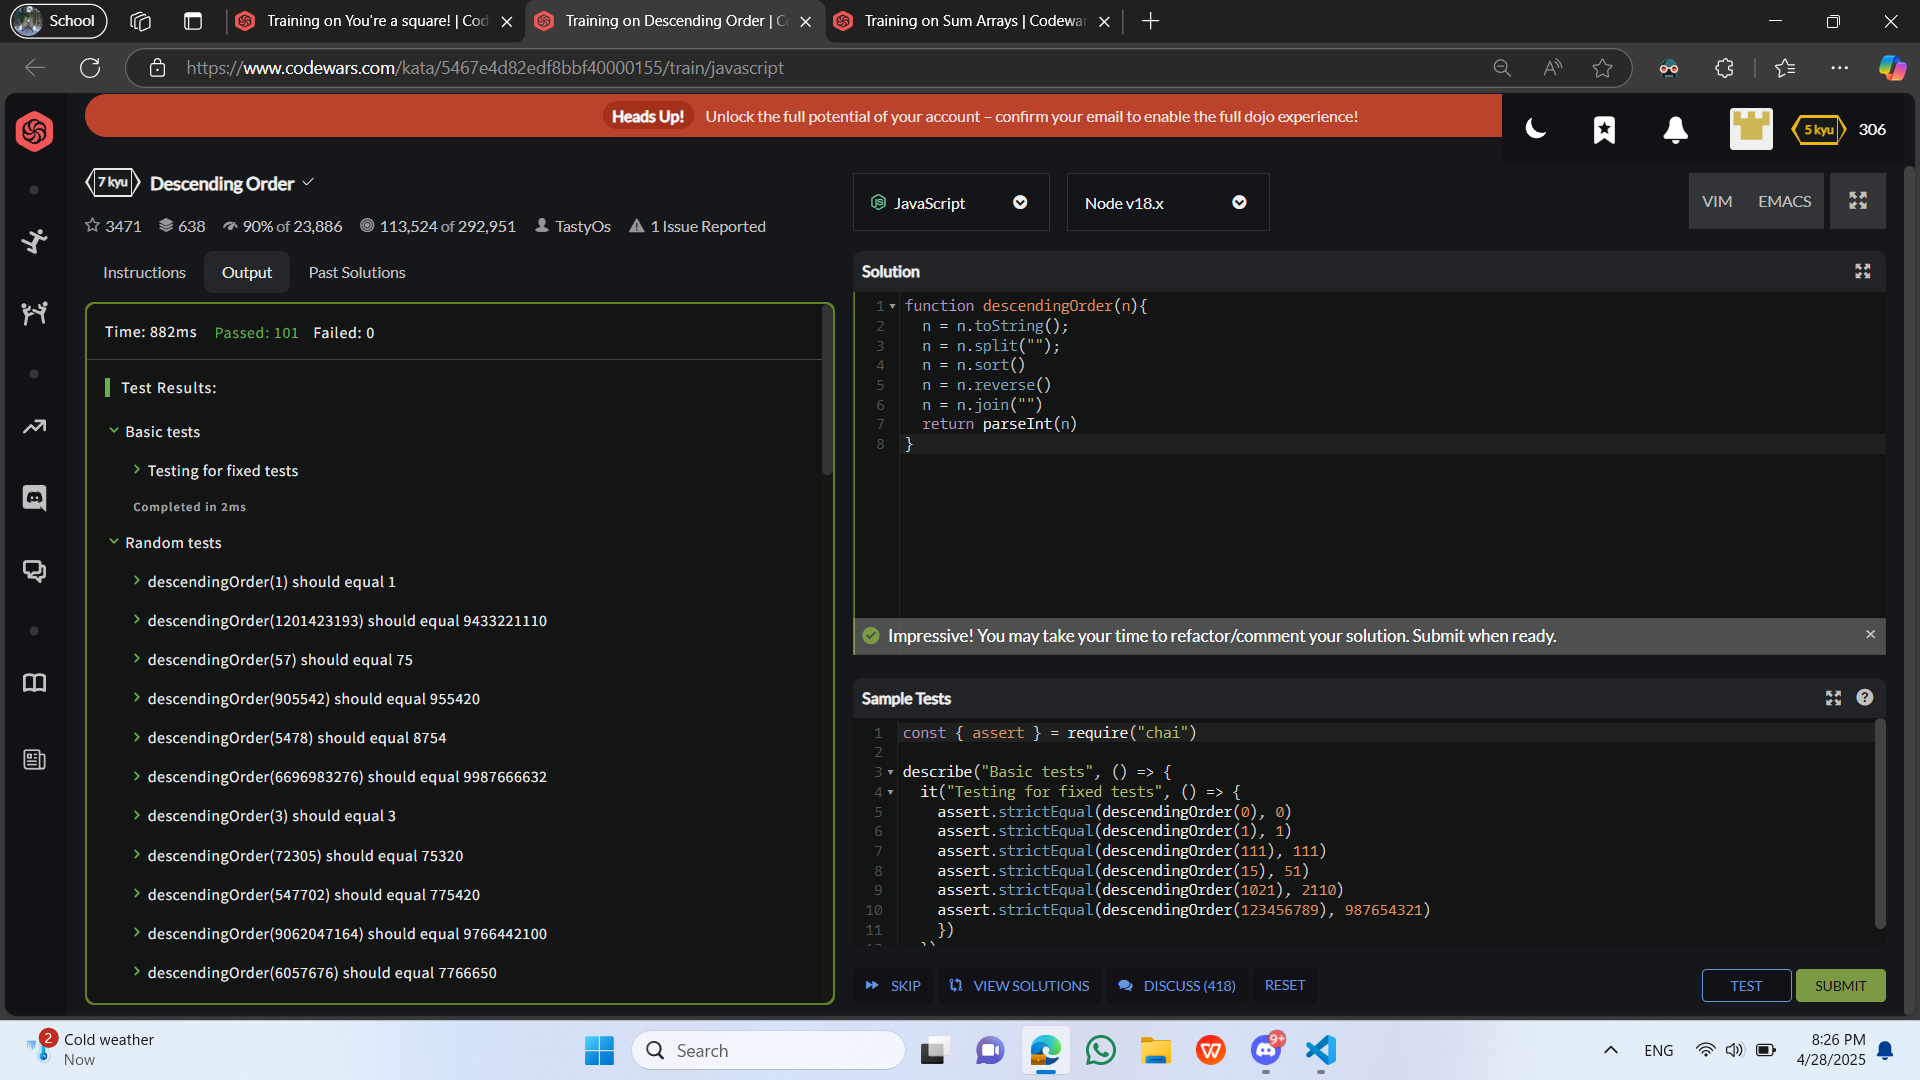 School
Training on You're a square! | Cod
Training on Descending Order | C
Training on Sum Arrays | Codewar
https://www.codewars.com/kata/5467e4d82edf8bbf40000155/train/javascript
Heads Up! Unlock the full potential of your account – confirm your email to enable the full dojo experience!
5 kyu 306
7 kyu Descending Order
3471 638 90% of 23,886 113,524 of 292,951 TastyOs 1 Issue Reported
Instructions Output Past Solutions
Time: 882ms Passed: 101 Failed: 0
Test Results:
Basic tests
Testing for fixed tests
Completed in 2ms
Random tests
descendingOrder(1) should equal 1
descendingOrder(1201423193) should equal 9433221110
descendingOrder(57) should equal 75
descendingOrder(905542) should equal 955420
descendingOrder(5478) should equal 8754
descendingOrder(6696983276) should equal 9987666632
descendingOrder(3) should equal 3
descendingOrder(72305) should equal 75320
descendingOrder(547702) should equal 775420
descendingOrder(9062047164) should equal 9766442100
descendingOrder(6057676) should equal 7766650
JavaScript
Node v18.x
VIM EMACS
Solution
1 function descendingOrder(n){
2 n = n.toString();
3 n = n.split("");
4 n = n.sort()
5 n = n.reverse()
6 n = n.join("")
7 return parseInt(n)
8 }
Impressive! You may take your time to refactor/comment your solution. Submit when ready.
Sample Tests
1 const { assert } = require("chai")
2
3 describe("Basic tests", () => {
4 it("Testing for fixed tests", () => {
5 assert.strictEqual(descendingOrder(0), 0)
6 assert.strictEqual(descendingOrder(1), 1)
7 assert.strictEqual(descendingOrder(111), 111)
8 assert.strictEqual(descendingOrder(15), 51)
9 assert.strictEqual(descendingOrder(1021), 2110)
10 assert.strictEqual(descendingOrder(123456789), 987654321)
11 })
SKIP VIEW SOLUTIONS DISCUSS (418) RESET
TEST SUBMIT
2
Cold weather
Now
Search
9+
ENG
8:26 PM
4/28/2025